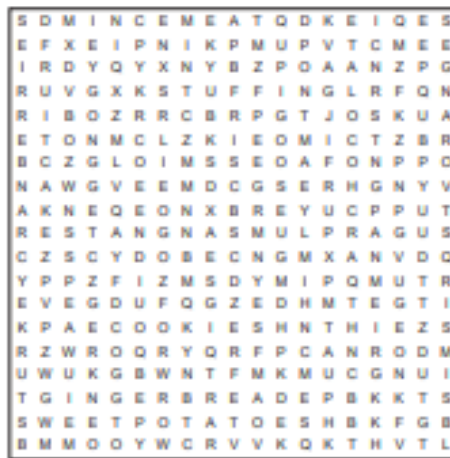 S D M I N C E M E A T Q D K E I Q E S
E F X E I P N I K P M U P V T C M E E
I R D Y Q Y X N Y B Z P O A A N Z P G
R U V G X K S T U F F I N G L R F Q N
R I B O Z R R C B R P G T J O S K U A
E T O N M C L Z K I E O M I C T Z B R
B C Z G L O I M S S E O A F O N P P O
N A W G V E E M D C G S E R H G N Y V
A K N E Q E O N X B R E Y U C P P U T
R E S T A N G N A S M U L P R A G U S
C Z S C Y D O B E C N G M X A N V D Q
Y P P Z F I Z M S D Y M I P Q M U T R
E V E G D U F Q G Z E D H M T E G T I
K P A E C O O K I E S H N T H I E Z S
R Z W R O Q R Y Q R F P C A N R O D M
U W U K G B W N T F M K M U C G N U I
T G I N G E R B R E A D E P B K K T S
S W E E T P O T A T O E S H B K F G B
B M M O O Y W C R V V K Q K T H V T L